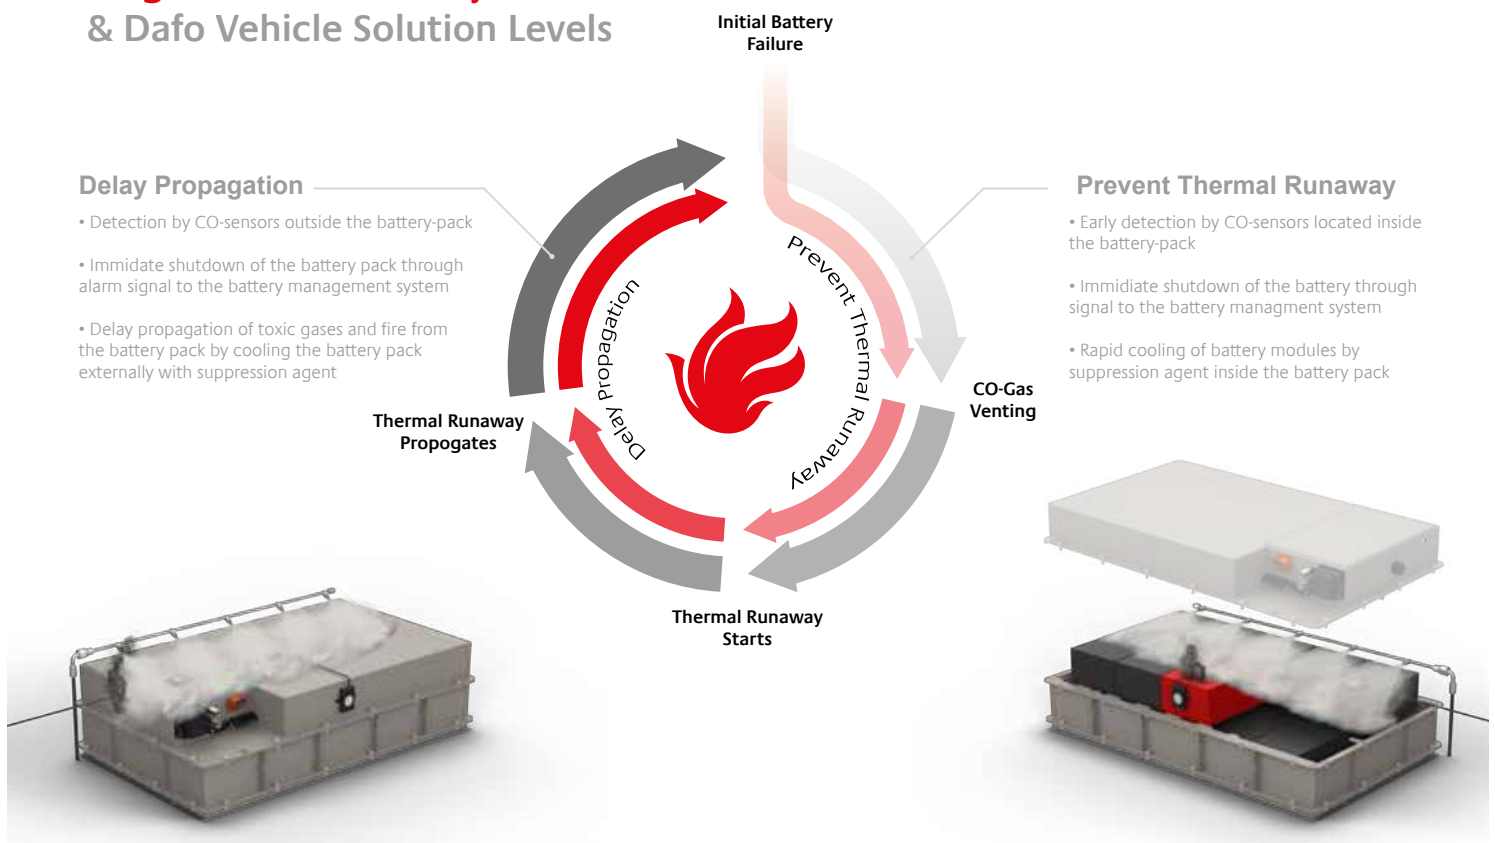 & Dafo Vehicle Solution Levels
Initial Battery
Failure
Delay Propagation
• Detection by CO-sensors outside the battery-pack
• Immidate shutdown of the battery pack through
alarm signal to the battery management system
• Delay propagation of toxic gases and fire from
the battery pack by cooling the battery pack
externally with suppression agent
Prevent Thermal Runaway
• Early detection by CO-sensors located inside
the battery-pack
• Immidiate shutdown of the battery through
signal to the battery managment system
• Rapid cooling of battery modules by
suppression agent inside the battery pack
Prevent Thermal Runaway
Delay Propagation
CO-Gas
Venting
Thermal Runaway
Propogates
Thermal Runaway
Starts